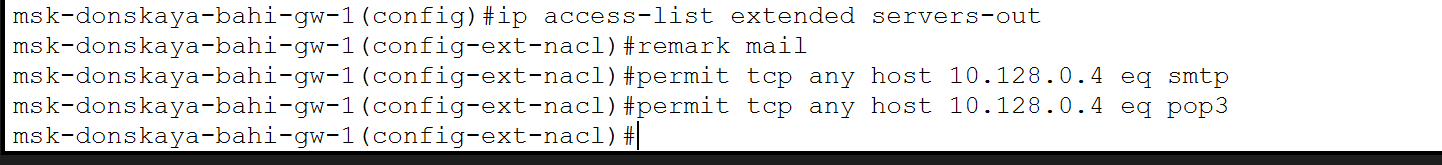 msk-donskaya-bahi-gw-1(config)#ip access-list extended servers-out
msk-donskaya-bahi-gw-1(config-ext-nacl)#remark mail
msk-donskaya-bahi-gw-1(config-ext-nacl)#permit tcp any host 10.128.0.4 eq smtp
msk-donskaya-bahi-gw-1(config-ext-nacl)#permit tcp any host 10.128.0.4 eq pop3
msk-donskaya-bahi-gw-1(config-ext-nacl)#